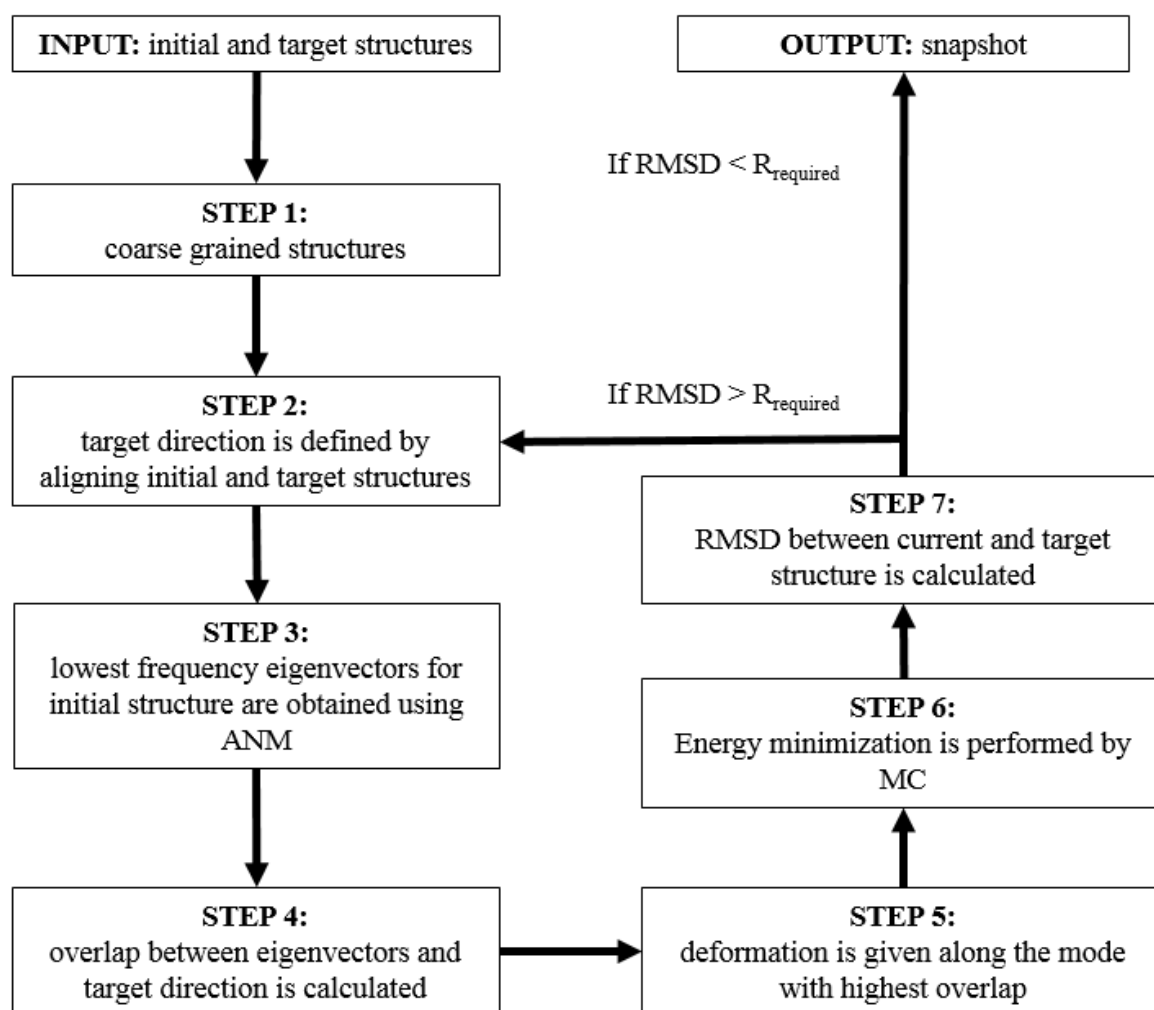 INPUT: initial and target structures
STEP 1:
coarse grained structures
STEP 2:
target direction is defined by
aligning initial and target structures
STEP 3:
lowest frequency eigenvectors for
initial structure are obtained using
ANM
STEP 4:
overlap between eigenvectors and
target direction is calculated
STEP 5:
deformation is given along the mode
with highest overlap
STEP 6:
Energy minimization is performed by
MC
STEP 7:
RMSD between current and target
structure is calculated
If RMSD > Rrequired
If RMSD < Rrequired
OUTPUT: snapshot